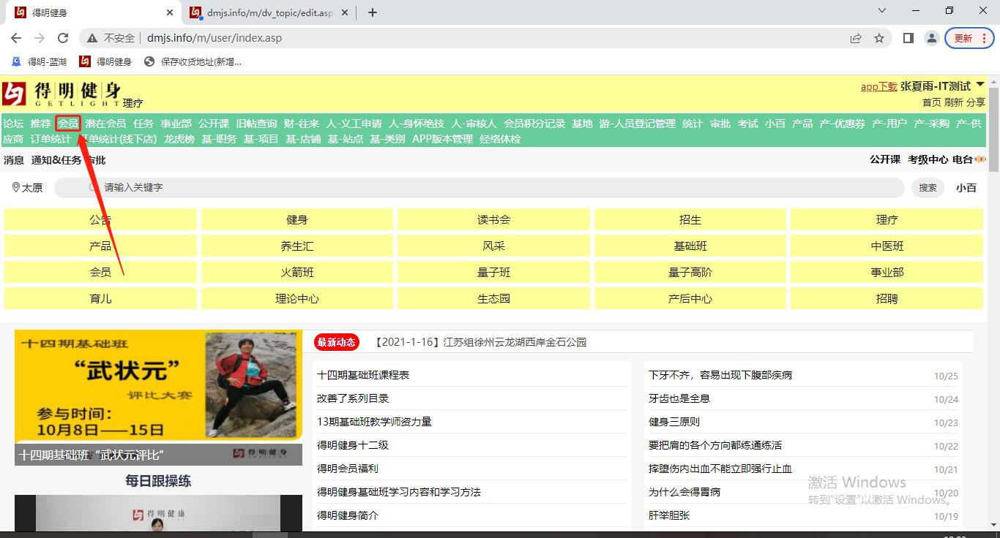 得明健身
dmjs.info/m/dv_topic/edit.asp
不安全 dmjs.info/m/user/index.asp
更新
得明-蓝湖 得明健身 保存收货地址(新增...
得明健身
GETLIGHT 理疗
app下载 张夏雨-IT测试
首页 刷新 分享
论坛 推荐 会员 潜在会员 任务 事业部 公开课 旧帖查询 财-往来 人-义工申请 人-身怀绝技 人-审核人 会员积分记录 基地 游-人员登记管理 统计 审批 考试 小百 产品 产-优惠券 产-用户 产-采购 产-供
应商 订单统计 订单统计(线下店) 龙虎榜 基-职务 基-项目 基-店铺 基-站点 基-类别 APP版本管理 经络体检
消息 通知&任务 审批 公开课 考级中心 电台
太原 请输入关键字 搜索 小百
公告 健身 读书会 招生 理疗
产品 养生汇 风采 基础班 中医班
会员 火箭班 量子班 量子高阶 事业部
育儿 理论中心 生态园 产后中心 招聘
十四期基础班
“武状元”
评比大赛
参与时间：
10月8日——15日
得明健身
十四期基础班“武状元评比”
每日跟操练
得明健康
最新动态 【2021-1-16】江苏组徐州云龙湖西岸金石公园
十四期基础班课程表
改善了系列目录
13期基础班教学师资力量
得明健身十二级
得明会员福利
得明健身基础班学习内容和学习方法
得明健身简介
下牙不齐，容易出现下腹部疾病 10/25
牙齿也是全息 10/24
健身三原则 10/23
要把肩的各个方向都练通练活 10/22
摔堕伤内出血不能立即强行止血 10/21
为什么会得胃病 10/20
肝举胆张 10/19
激活 Windows
转到“设置”以激活 Windows。